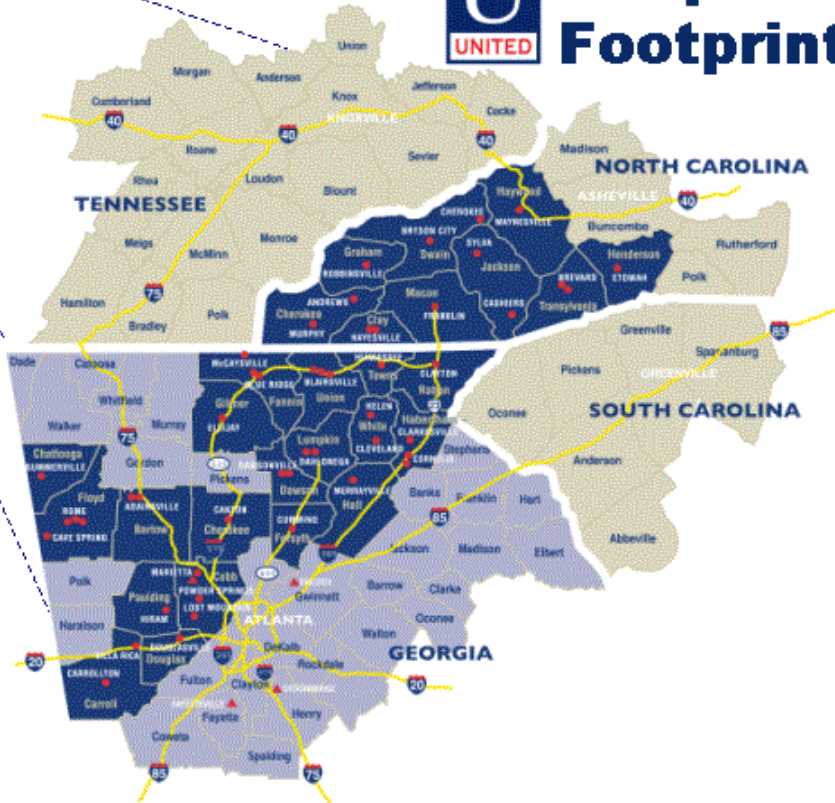 UNITED
Footprint
Union
Morgan
Anderson
Jefferson
Cumberland
Knox
Cocke
40
KNOXVILLE
40
40
Roane
Sevier
Madison
NORTH CAROLINA
Rhea
Loudon
Blount
Haywood
ASHEVILLE
40
TENNESSEE
CHEROKEE
WAYNESVILLE
Buncombe
Meigs
McMinn
Monroe
BRYSON CITY
Swain
SYLVA
Rutherford
Graham
ROBBINSVILLE
Jackson
Henderson
ETOWAH
BREVARD
Polk
75
Hamilton
Bradley
Polk
ANDREWS
Macon
CASHIERS
Transylvania
Cherokee
MURPHY
Clay
HAYESVILLE
FRANKLIN
Greenville
85
Spartanburg
Dade
Catoosa
McCAYSVILLE
HIAWASSEE
CLAYTON
Pickens
GREENVILLE
Whitfield
BLUE RIDGE
BLAIRSVILLE
Towns
Rabun
Gilmer
Fannin
Union
Oconee
SOUTH CAROLINA
Walker
Murray
ELLIJAY
HELEN
White
Habersham
CLARKESVILLE
75
Lumpkin
CLEVELAND
Stephens
Chattooga
SUMMERVILLE
Gordon
DAHLONEGA
CORNELIA
Anderson
Pickens
Dawson
MURRAYVILLE
Floyd
ROME
ADAIRSVILLE
CANTON
CUMMING
Hall
Banks
Franklin
Hart
Bartow
Cherokee
Forsyth
85
CAVE SPRING
Jackson
Madison
Elbert
Abbeville
Polk
MARIETTA
Cobb
POWDER SPRINGS
Gwinnett
Barrow
Clarke
Paulding
LOST MOUNTAIN
Haralson
HIRAM
ATLANTA
Oconee
Walton
DOUGLASVILLE
DeKalb
GEORGIA
20
VILLA RICA
Douglas
Rockdale
CARROLLTON
Fulton
Clayton
20
Carroll
Fayette
Henry
Coweta
Spalding
85
75